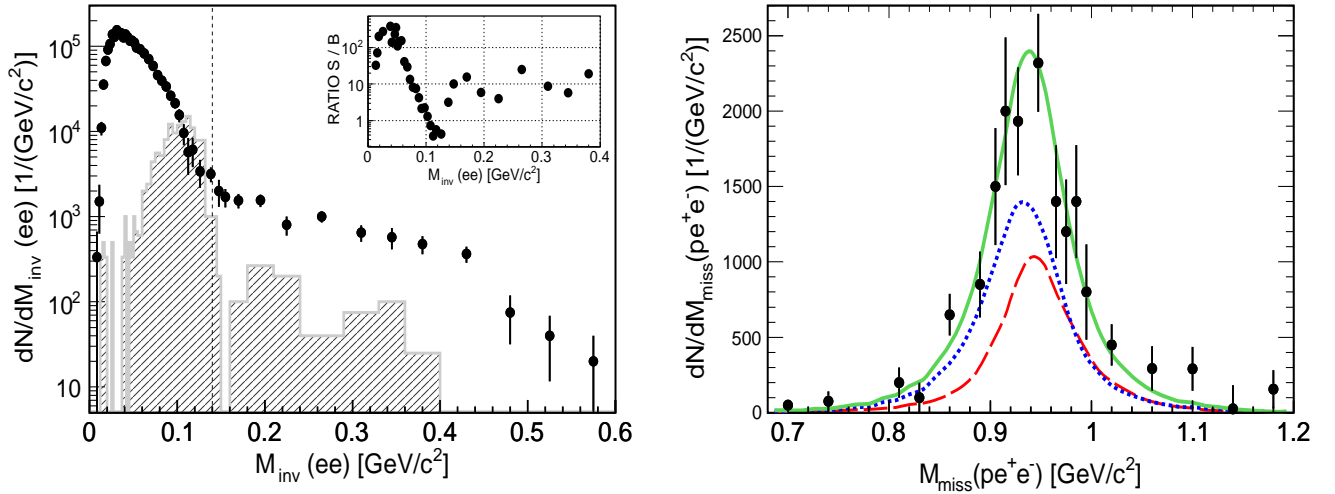 dN/dM_inv (ee) [1/(GeV/c²)]
10⁵
10⁴
10³
10²
10
0 0.1 0.2 0.3 0.4 0.5 0.6
M_inv (ee) [GeV/c²]
RATIO S / B
10²
10
1
0 0.1 0.2 0.3 0.4
M_inv (ee) [GeV/c²]
dN/dM_miss(pe⁺e⁻) [1/(GeV/c²)]
2500
2000
1500
1000
500
0
0.7 0.8 0.9 1 1.1 1.2
M_miss(pe⁺e⁻) [GeV/c²]